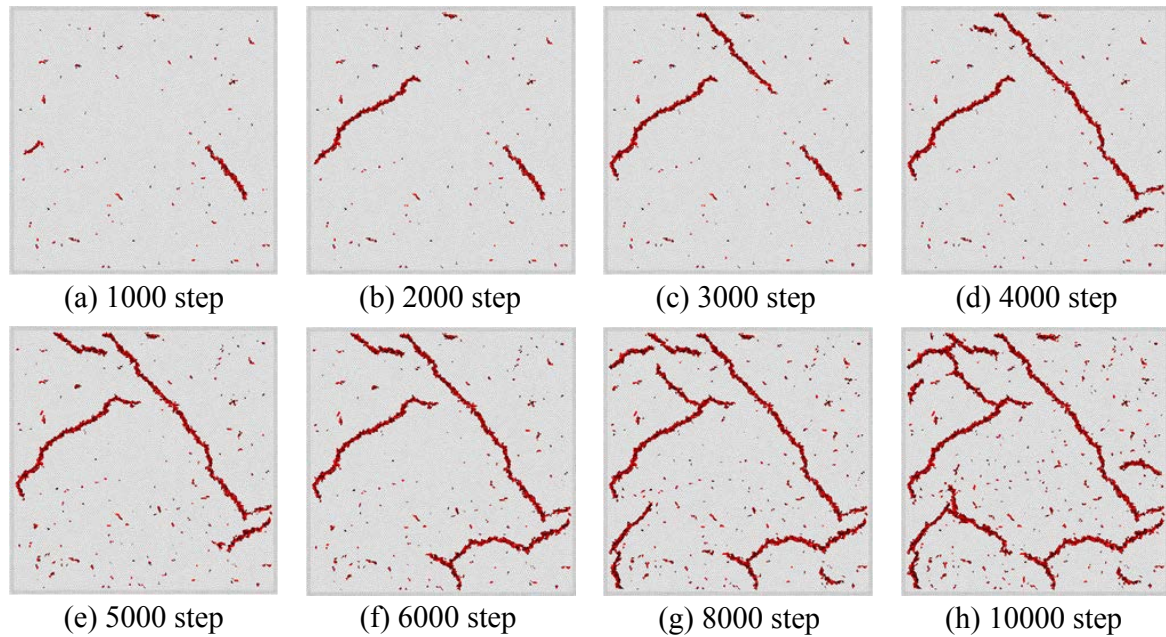 (a) 1000 step
(b) 2000 step
(c) 3000 step
(d) 4000 step
(e) 5000 step
(f) 6000 step
(g) 8000 step
(h) 10000 step